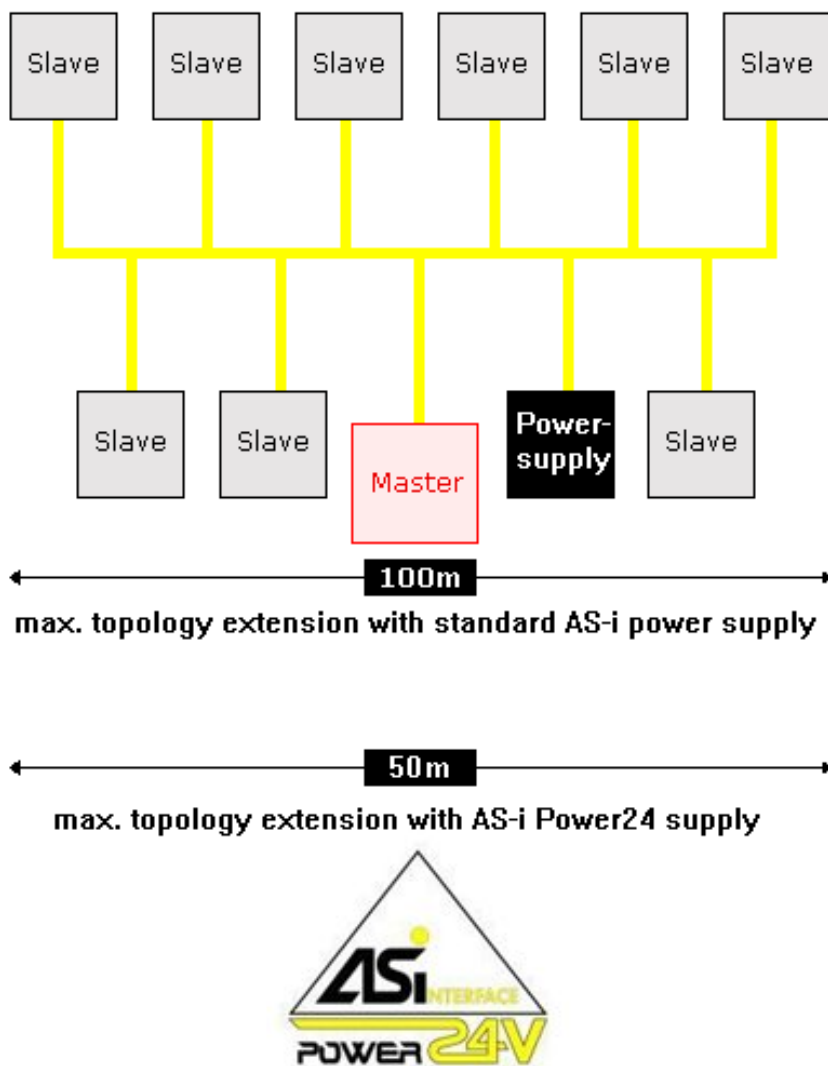 Slave Slave Slave Slave Slave Slave
Slave Slave Master Power-
supply Slave
100m
max. topology extension with standard AS-i power supply
50m
max. topology extension with AS-i Power24 supply
ASi INTERFACE
POWER 24V